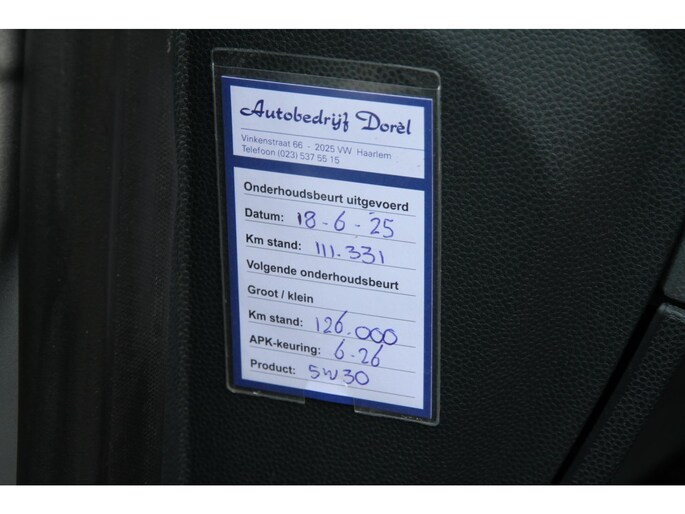 Autobedrijf Dorèl
Vinkenstraat 66 - 2025 VW Haarlem
Telefoon (023) 537 55 15
Onderhoudsbeurt uitgevoerd
Datum: 18-6-25
Km stand: 111.331
Volgende onderhoudsbeurt
Groot / klein
Km stand: 126.000
APK-keuring: 6-26
Product: 5W30